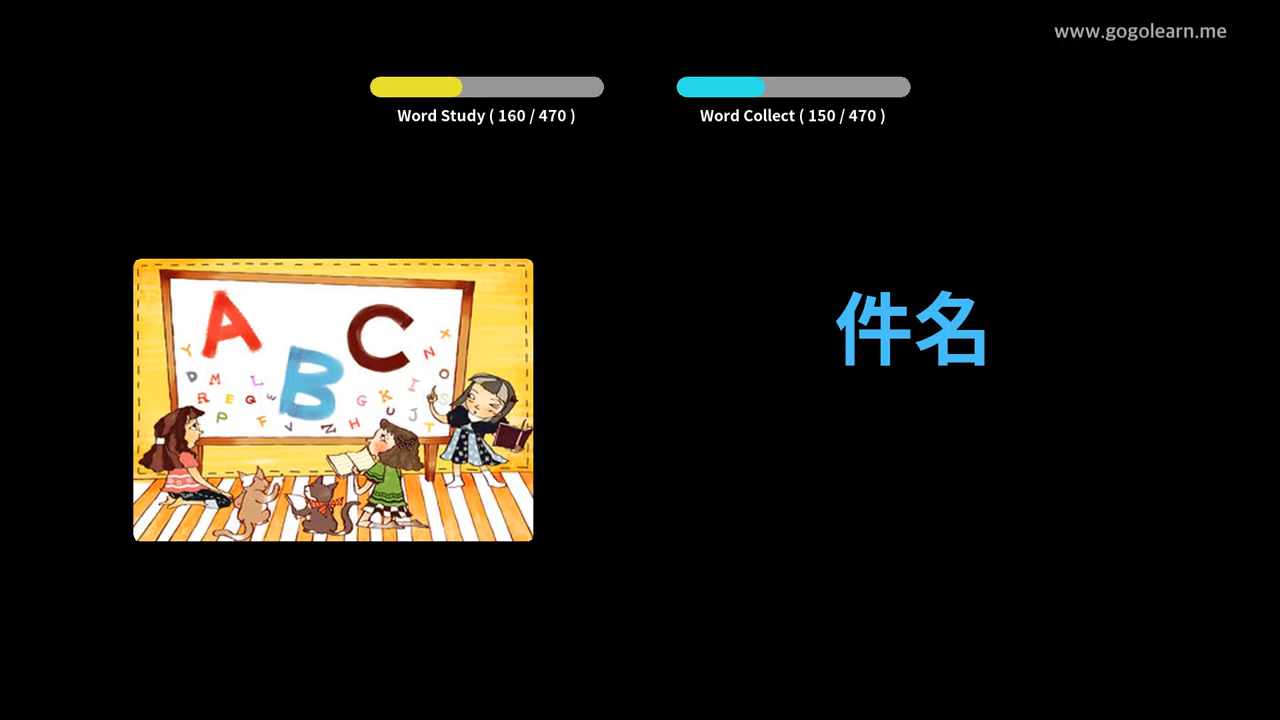 www.gogolearn.me
Word Study ( 160 / 470 )
Word Collect ( 150 / 470 )
件名
A
B
C
Y
X
N
D
M
L
O
I
R
E
Q
W
G
K
S
P
F
V
Z
H
U
J
T